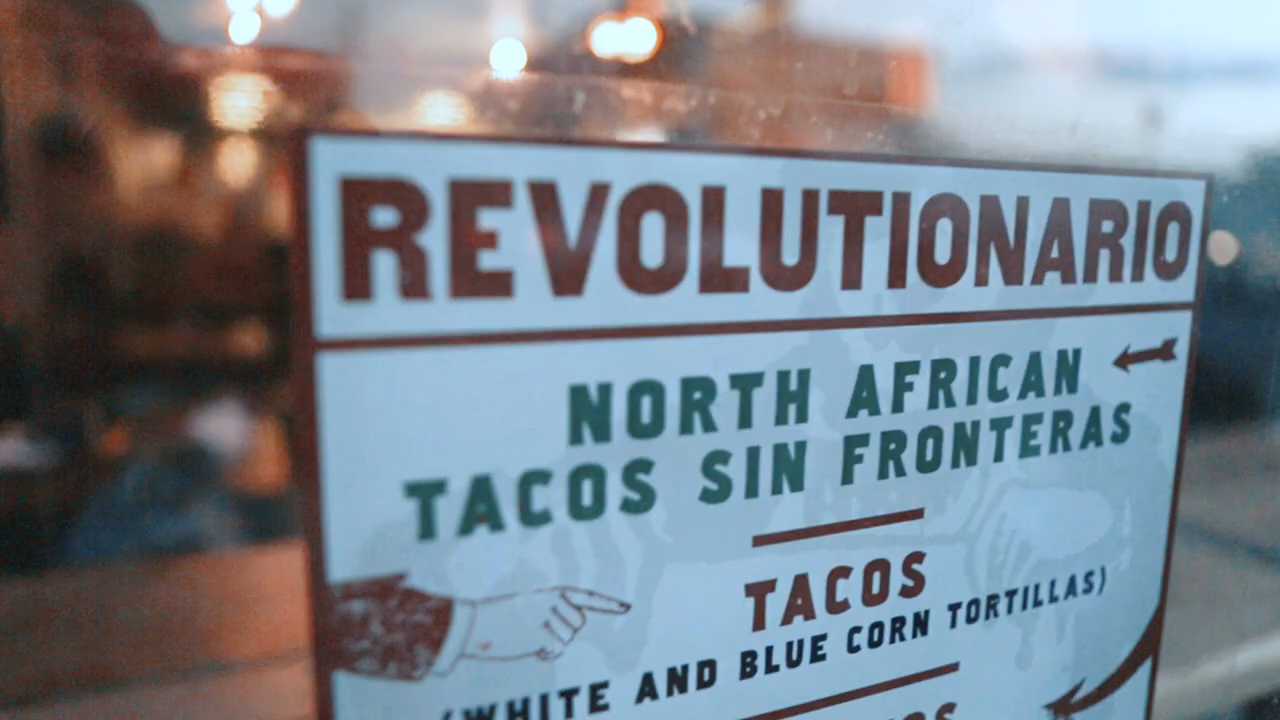 REVOLUTIONARIO
NORTH AFRICAN
TACOS SIN FRONTERAS
TACOS
(WHITE AND BLUE CORN TORTILLAS)